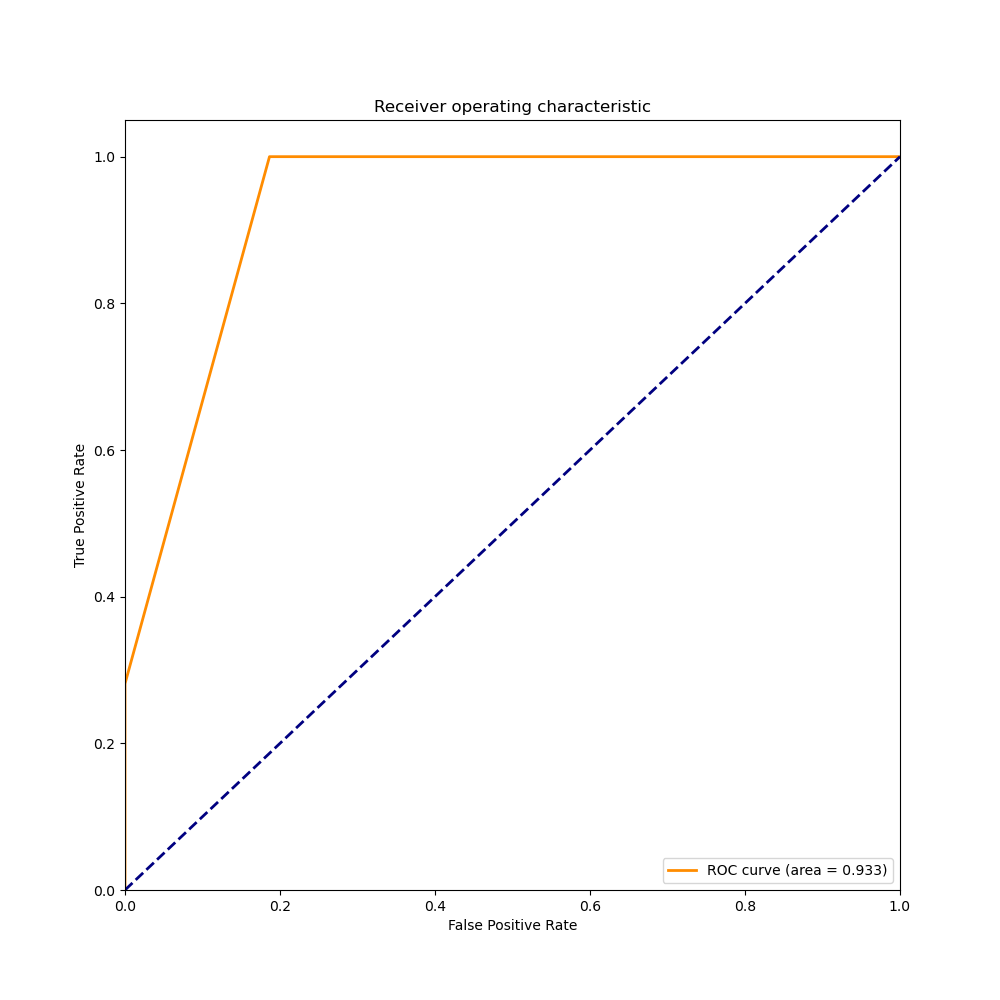 Receiver operating characteristic
1.0
0.8
0.6
0.4
0.2
0.0
True Positive Rate
ROC curve (area = 0.933)
0.0 0.2 0.4 0.6 0.8 1.0
False Positive Rate